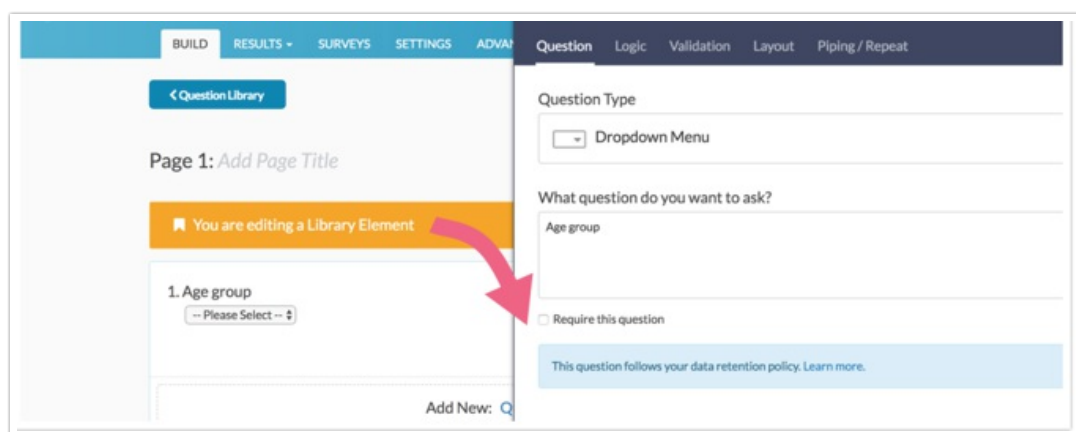 BUILD RESULTS SURVEYS SETTINGS
Question Library
Page 1: Add Page Title
You are editing a Library Element
1. Age group
-- Please Select --
Add New:
Question Logic Validation Layout Piping / Repeat
Question Type
Dropdown Menu
What question do you want to ask?
Age group
Require this question
This question follows your data retention policy. Learn more.